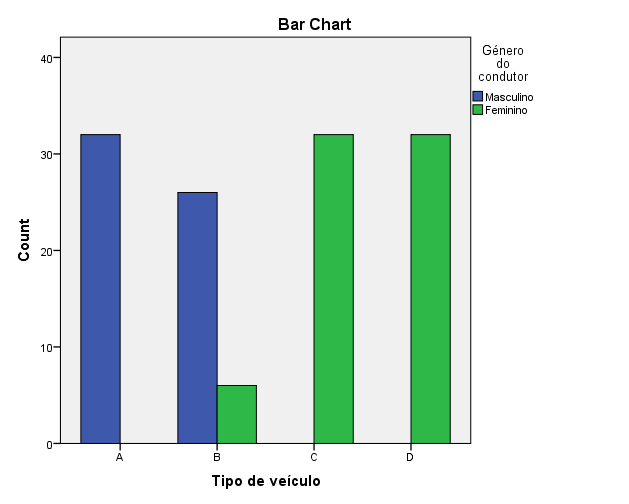 Bar Chart
Género
do
condutor
Masculino
Feminino
40
30
20
10
0
Count
A B C D
Tipo de veículo